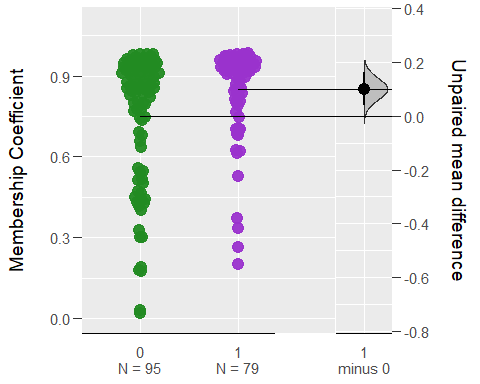 Membership Coefficient
0.9
0.6
0.3
0.0
0
N = 95
1
N = 79
1
minus 0
0.4
0.2
0.0
-0.2
-0.4
-0.6
-0.8
Unpaired mean difference